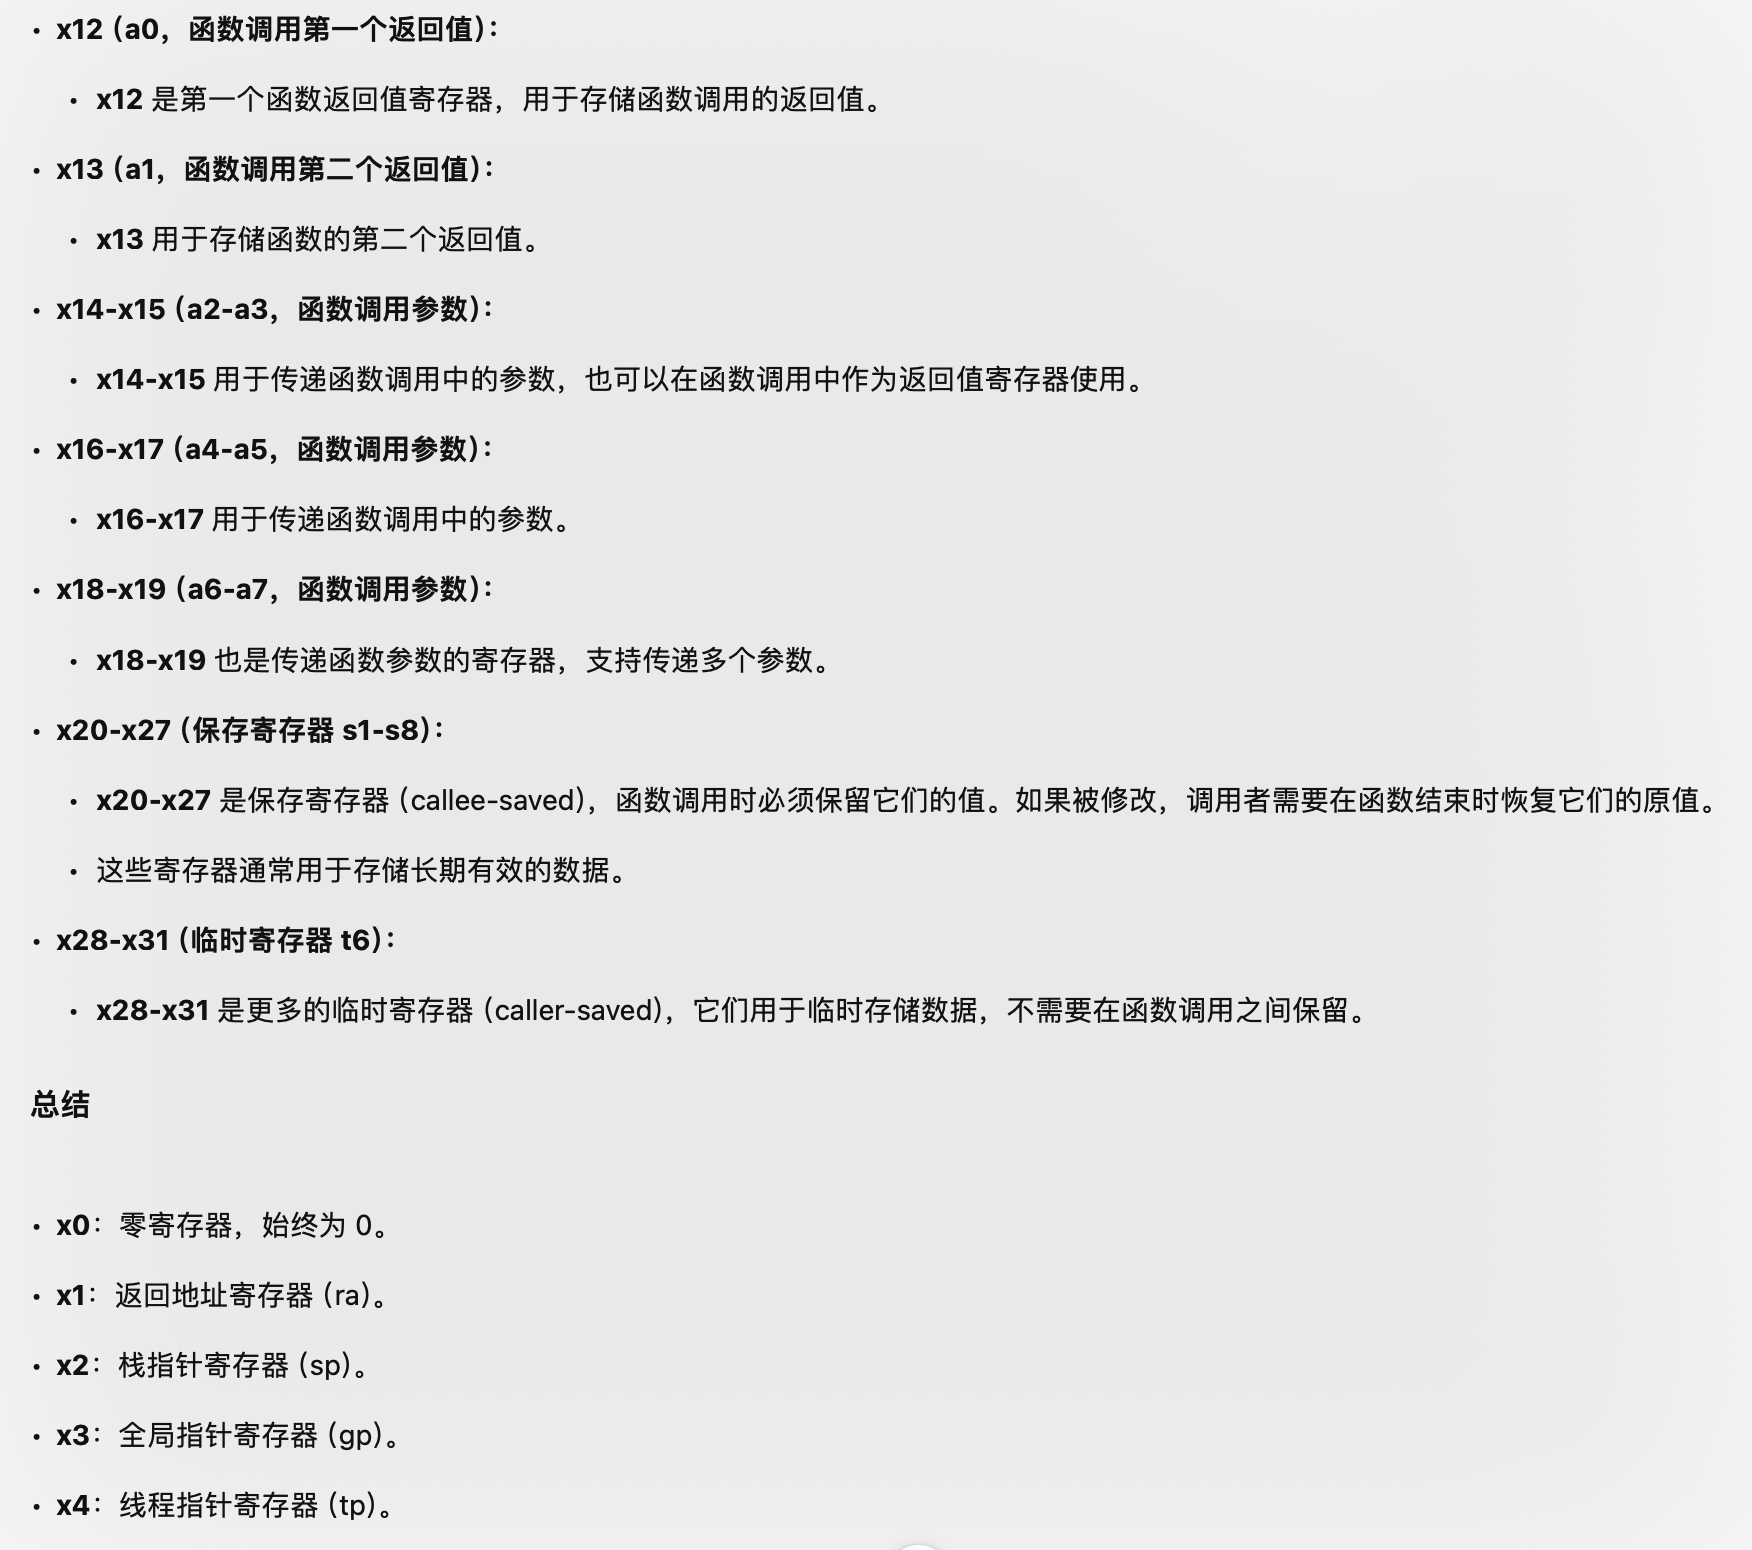 • x12 (a0，函数调用第一个返回值)：
• x12 是第一个函数返回值寄存器，用于存储函数调用的返回值。
• x13 (a1，函数调用第二个返回值)：
• x13 用于存储函数的第二个返回值。
• x14-x15 (a2-a3，函数调用参数)：
• x14-x15 用于传递函数调用中的参数，也可以在函数调用中作为返回值寄存器使用。
• x16-x17 (a4-a5，函数调用参数)：
• x16-x17 用于传递函数调用中的参数。
• x18-x19 (a6-a7，函数调用参数)：
• x18-x19 也是传递函数参数的寄存器，支持传递多个参数。
• x20-x27 (保存寄存器 s1-s8)：
• x20-x27 是保存寄存器 (callee-saved)，函数调用时必须保留它们的值。如果被修改，调用者需要在函数结束时恢复它们的原值。
• 这些寄存器通常用于存储长期有效的数据。
• x28-x31 (临时寄存器 t6)：
• x28-x31 是更多的临时寄存器 (caller-saved)，它们用于临时存储数据，不需要在函数调用之间保留。
总结
• x0：零寄存器，始终为 0。
• x1：返回地址寄存器 (ra)。
• x2：栈指针寄存器 (sp)。
• x3：全局指针寄存器 (gp)。
• x4：线程指针寄存器 (tp)。